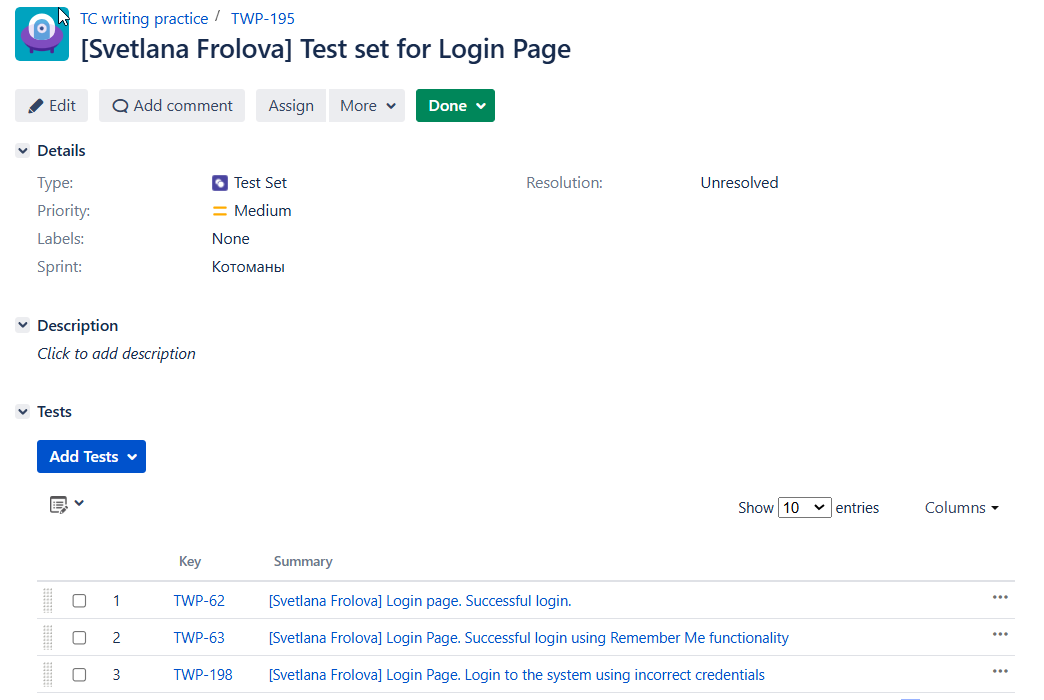 TC writing practice / TWP-195
[Svetlana Frolova] Test set for Login Page
Edit Add comment Assign More Done
Details
Type: Test Set Resolution: Unresolved
Priority: Medium
Labels: None
Sprint: Котоманы
Description
Click to add description
Tests
Add Tests
Show 10 entries Columns
Key Summary
1 TWP-62 [Svetlana Frolova] Login page. Successful login.
2 TWP-63 [Svetlana Frolova] Login Page. Successful login using Remember Me functionality
3 TWP-198 [Svetlana Frolova] Login Page. Login to the system using incorrect credentials